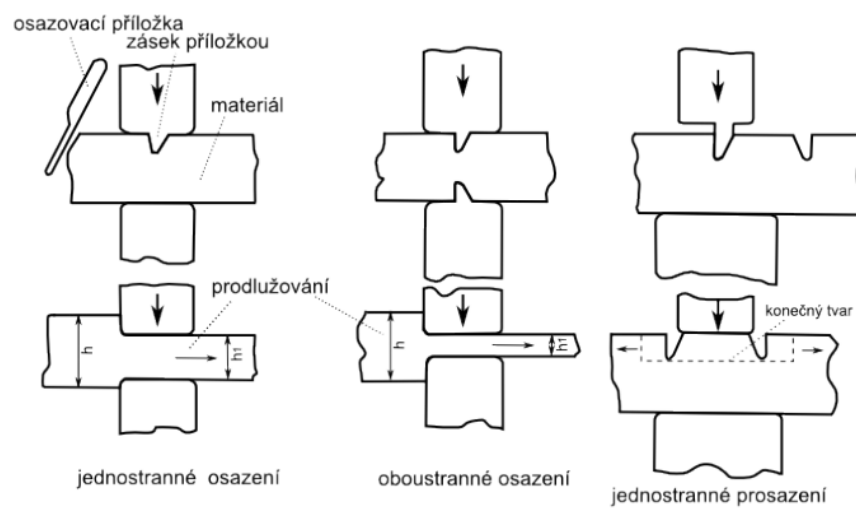 osazovací příložka
zásek příložkou
materiál
prodlužování
h
h1
h
h1
konečný tvar
jednostranné osazení
oboustranné osazení
jednostranné prosazení